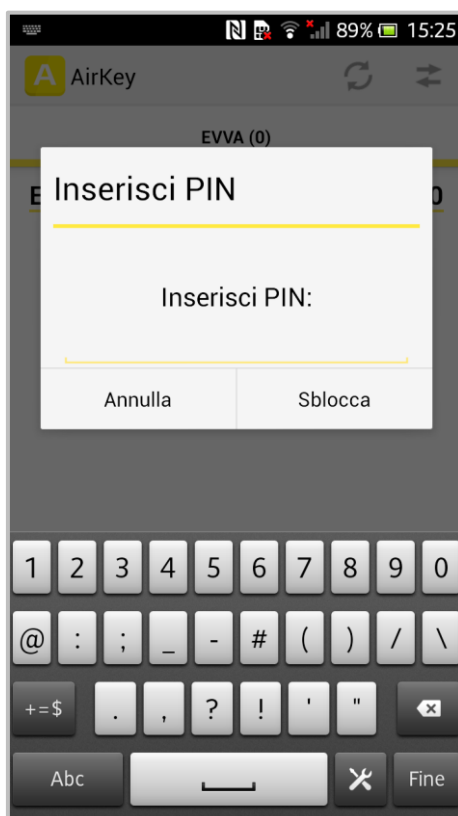 89% 15:25
A AirKey
EVVA (0)
E 0
Inserisci PIN
Inserisci PIN:
Annulla Sblocca
1 2 3 4 5 6 7 8 9 0
@ : ; _ - # ( ) / \
+=$ . , ? ! ' "
Abc Fine